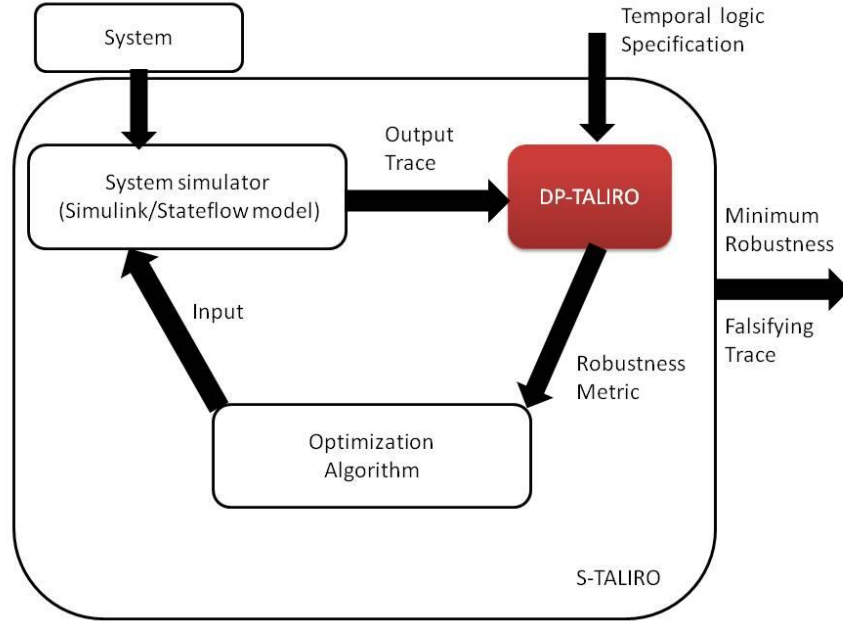 System
Temporal logic
Specification
Output
Trace
System simulator
(Simulink/Stateflow model)
DP-TALIRO
Minimum
Robustness
Input
Falsifying
Trace
Robustness
Metric
Optimization
Algorithm
S-TALIRO